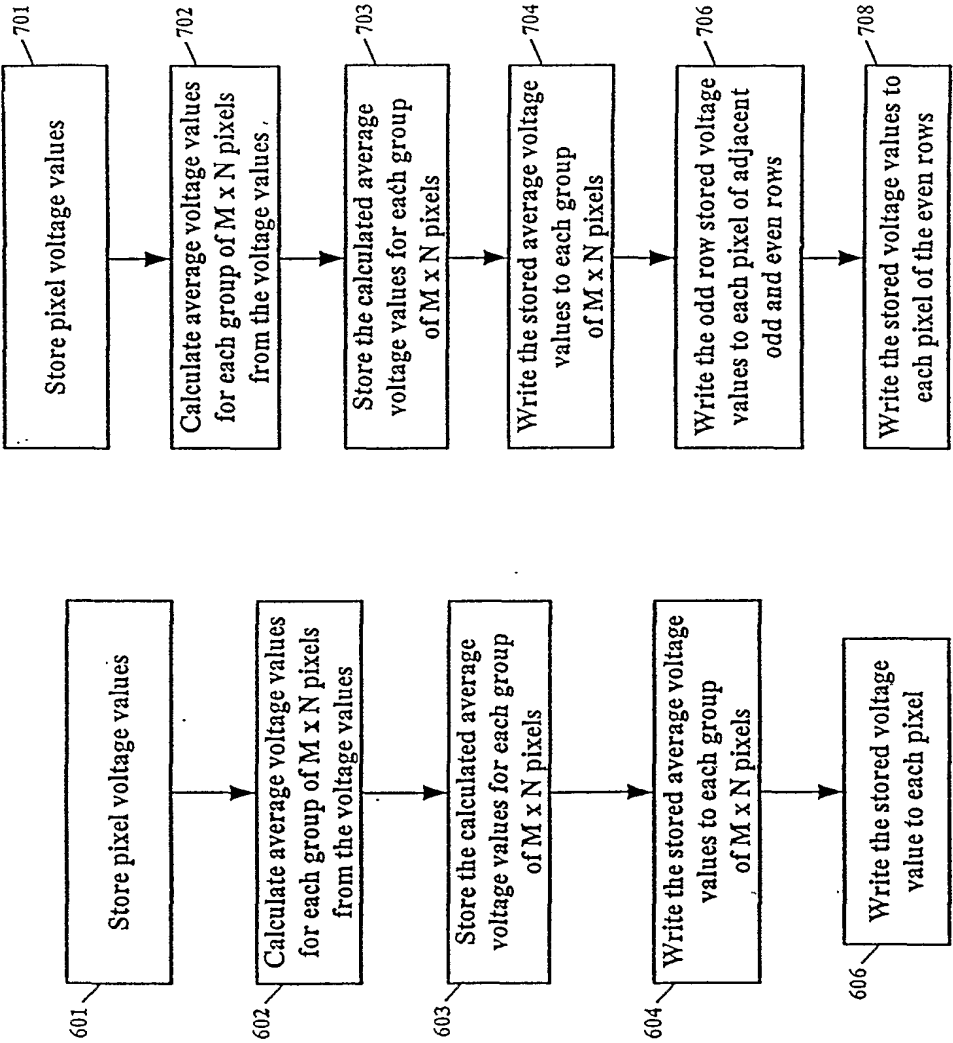 701
Store pixel voltage values
702
Calculate average voltage values
for each group of M x N pixels
from the voltage values
703
Store the calculated average
voltage values for each group
of M x N pixels
704
Write the stored average voltage
values to each group
of M x N pixels
706
Write the odd row stored voltage
values to each pixel of adjacent
odd and even rows
708
Write the stored voltage values to
each pixel of the even rows
601
Store pixel voltage values
602
Calculate average voltage values
for each group of M x N pixels
from the voltage values
603
Store the calculated average
voltage values for each group
of M x N pixels
604
Write the stored average voltage
values to each group
of M x N pixels
606
Write the stored voltage
value to each pixel